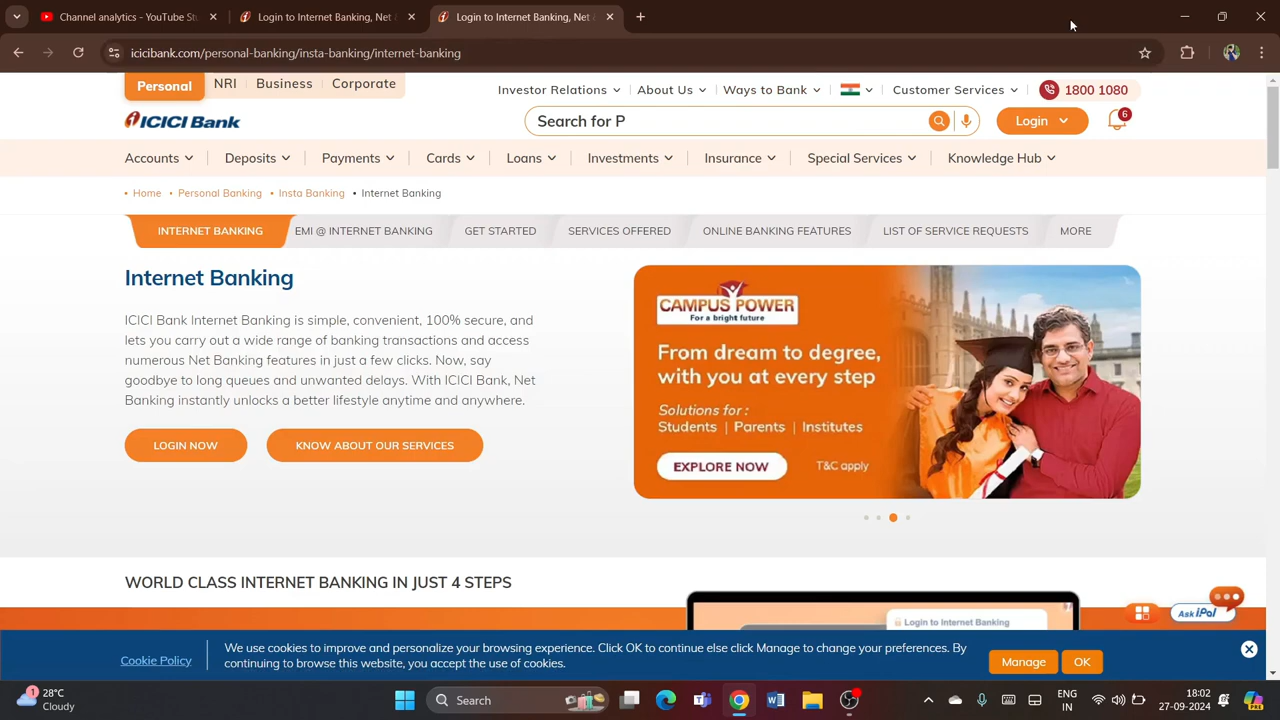 Channel analytics - YouTube St
Login to Internet Banking, Net
Login to Internet Banking, Net
icicibank.com/personal-banking/insta-banking/internet-banking
Personal
NRI
Business
Corporate
Investor Relations
About Us
Ways to Bank
Customer Services
1800 1080
ICICI Bank
Search for P
Login
6
Accounts
Deposits
Payments
Cards
Loans
Investments
Insurance
Special Services
Knowledge Hub
Home
Personal Banking
Insta Banking
Internet Banking
INTERNET BANKING
EMI @ INTERNET BANKING
GET STARTED
SERVICES OFFERED
ONLINE BANKING FEATURES
LIST OF SERVICE REQUESTS
MORE
Internet Banking
ICICI Bank Internet Banking is simple, convenient, 100% secure, and
lets you carry out a wide range of banking transactions and access
numerous Net Banking features in just a few clicks. Now, say
goodbye to long queues and unwanted delays. With ICICI Bank, Net
Banking instantly unlocks a better lifestyle anytime and anywhere.
LOGIN NOW
KNOW ABOUT OUR SERVICES
CAMPUS POWER
For a bright future
From dream to degree,
with you at every step
Solutions for :
Students | Parents | Institutes
EXPLORE NOW
T&C apply
WORLD CLASS INTERNET BANKING IN JUST 4 STEPS
Login to Internet Banking
Ask iPal
Cookie Policy
We use cookies to improve and personalize your browsing experience. Click OK to continue else click Manage to change your preferences. By
continuing to browse this website, you accept the use of cookies.
Manage
OK
1
28°C
Cloudy
Search
ENG
IN
18:02
27-09-2024